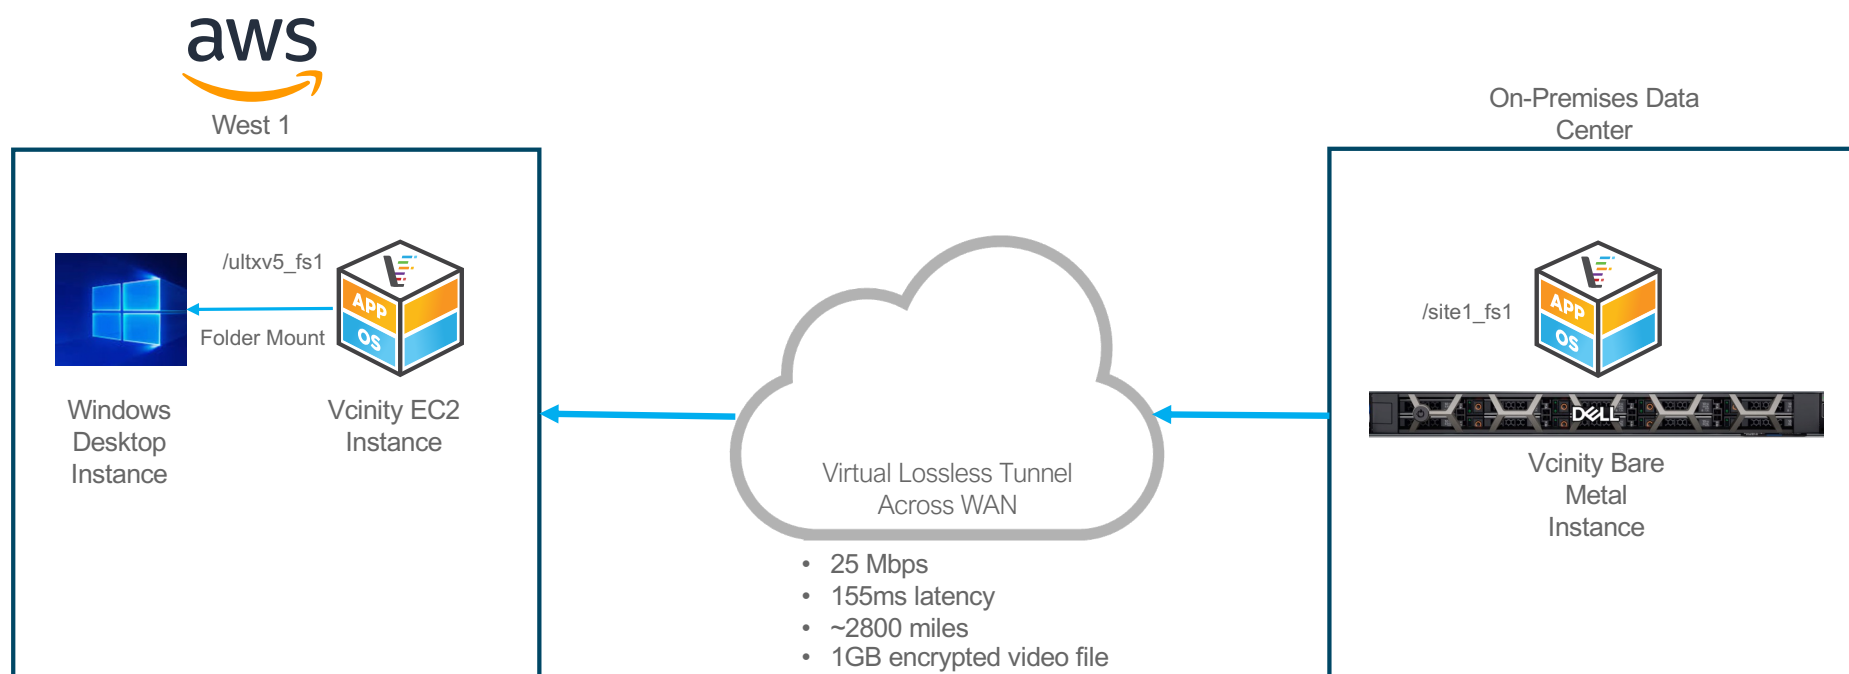 aws
West 1
/ultxv5_fs1
Folder Mount
APP
OS
Windows
Desktop
Instance
Vcinity EC2
Instance
Virtual Lossless Tunnel
Across WAN
• 25 Mbps
• 155ms latency
• ~2800 miles
• 1GB encrypted video file
On-Premises Data
Center
/site1_fs1
APP
OS
DELL
Vcinity Bare
Metal
Instance